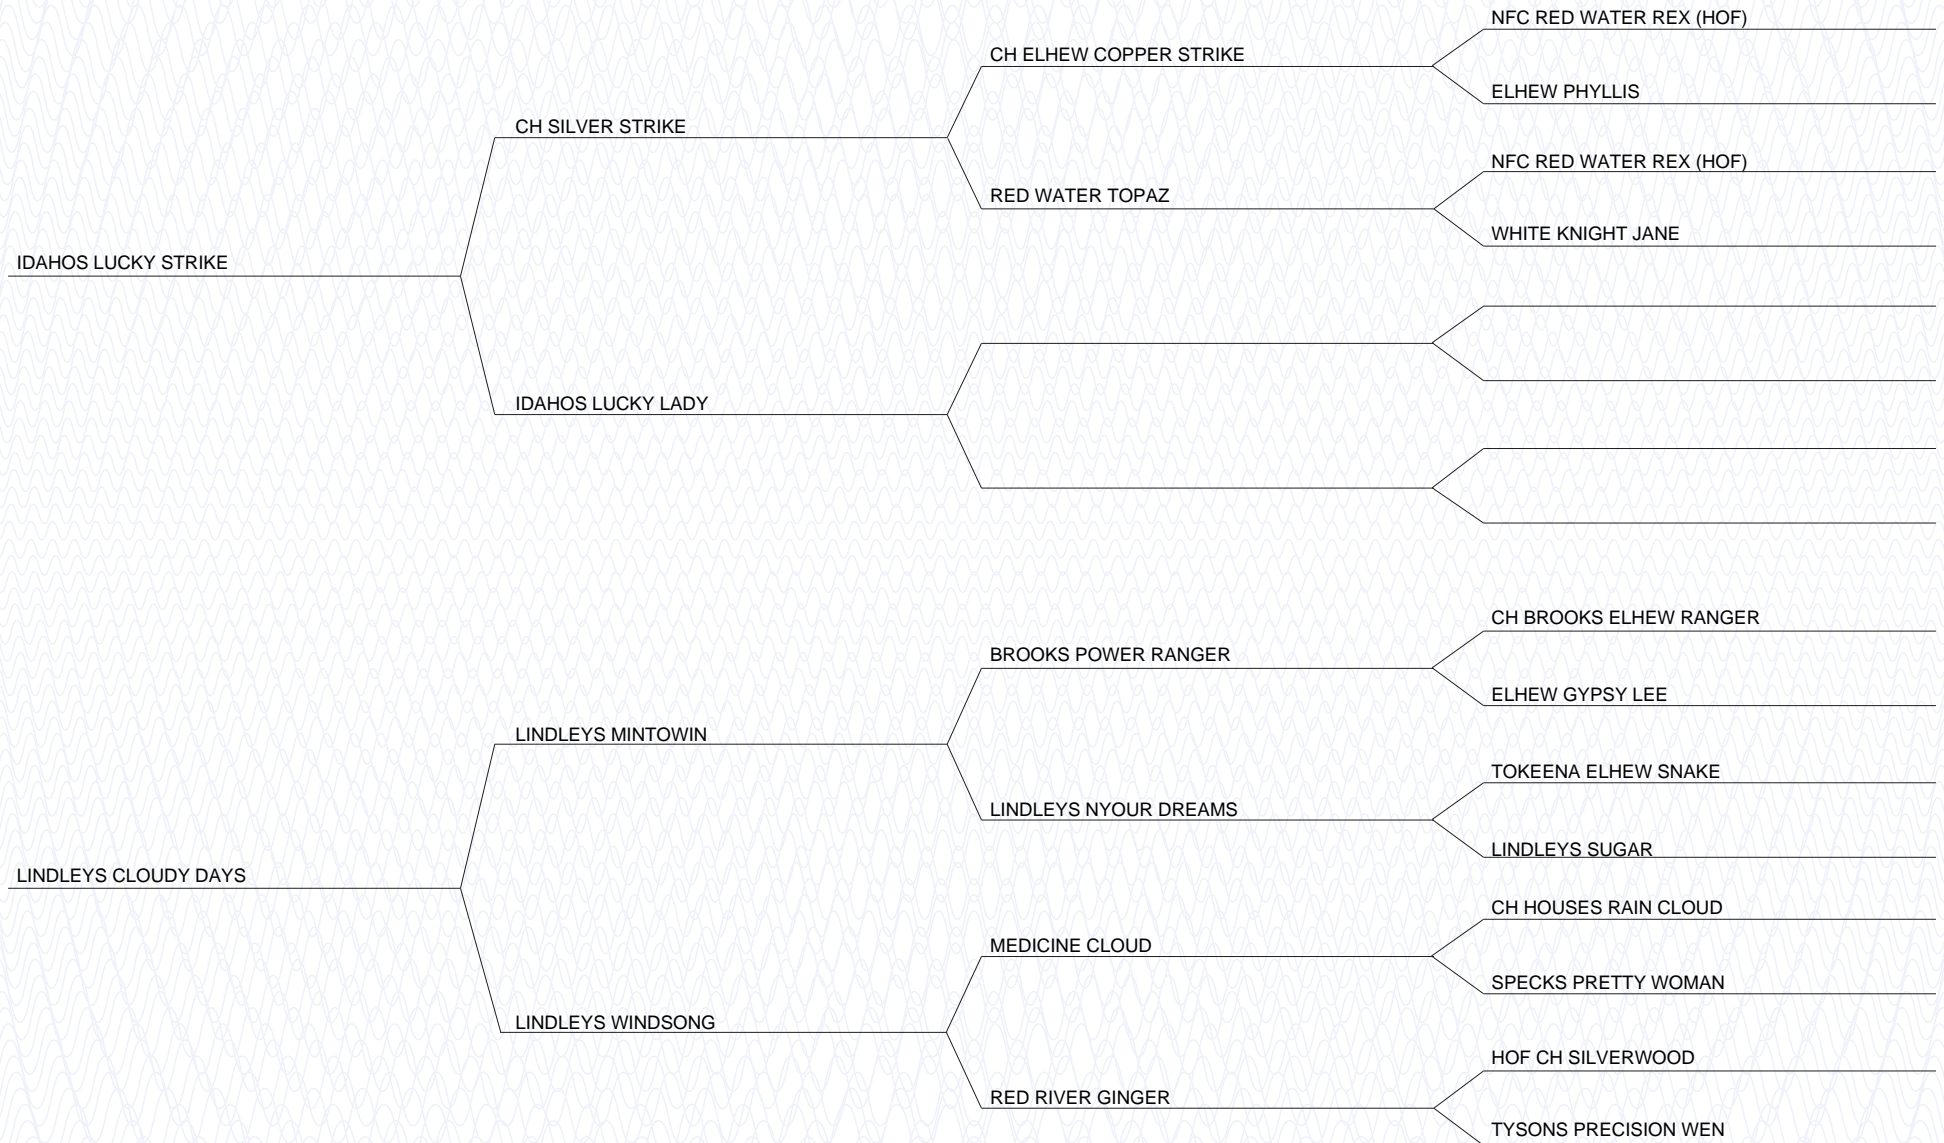 NFC RED WATER REX (HOF)
CH ELHEW COPPER STRIKE
ELHEW PHYLLIS
CH SILVER STRIKE
NFC RED WATER REX (HOF)
RED WATER TOPAZ
WHITE KNIGHT JANE
IDAHOS LUCKY STRIKE
IDAHOS LUCKY LADY
CH BROOKS ELHEW RANGER
BROOKS POWER RANGER
ELHEW GYPSY LEE
LINDLEYS MINTOWIN
TOKEENA ELHEW SNAKE
LINDLEYS NYOUR DREAMS
LINDLEYS SUGAR
LINDLEYS CLOUDY DAYS
CH HOUSES RAIN CLOUD
MEDICINE CLOUD
SPECKS PRETTY WOMAN
LINDLEYS WINDSONG
HOF CH SILVERWOOD
RED RIVER GINGER
TYSONS PRECISION WEN